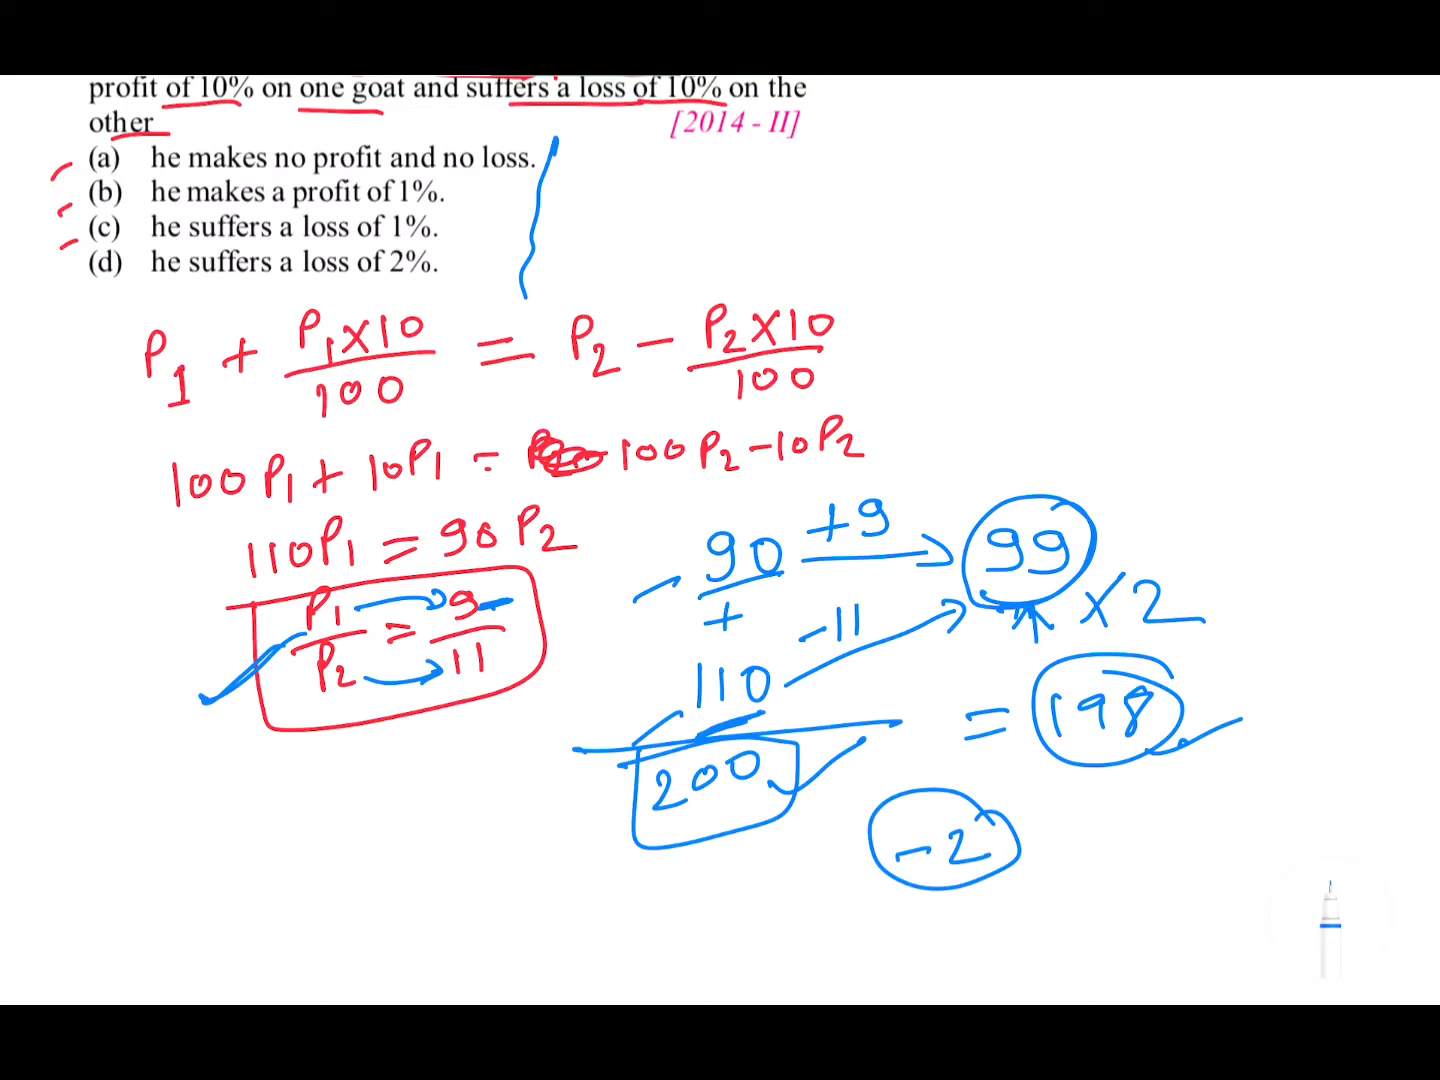 profit of 10% on one goat and suffers a loss of 10% on the
other [2014 - II]
(a) he makes no profit and no loss.
(b) he makes a profit of 1%.
(c) he suffers a loss of 1%.
(d) he suffers a loss of 2%.
P1 + P1×10/100 = P2 - P2×10/100
100P1 + 10P1 = 100P2 - 10P2
110P1 = 90P2
P1/P2 = 9/11
90 +9 → 99
+
110 -11
× 2
200
= 198
-2